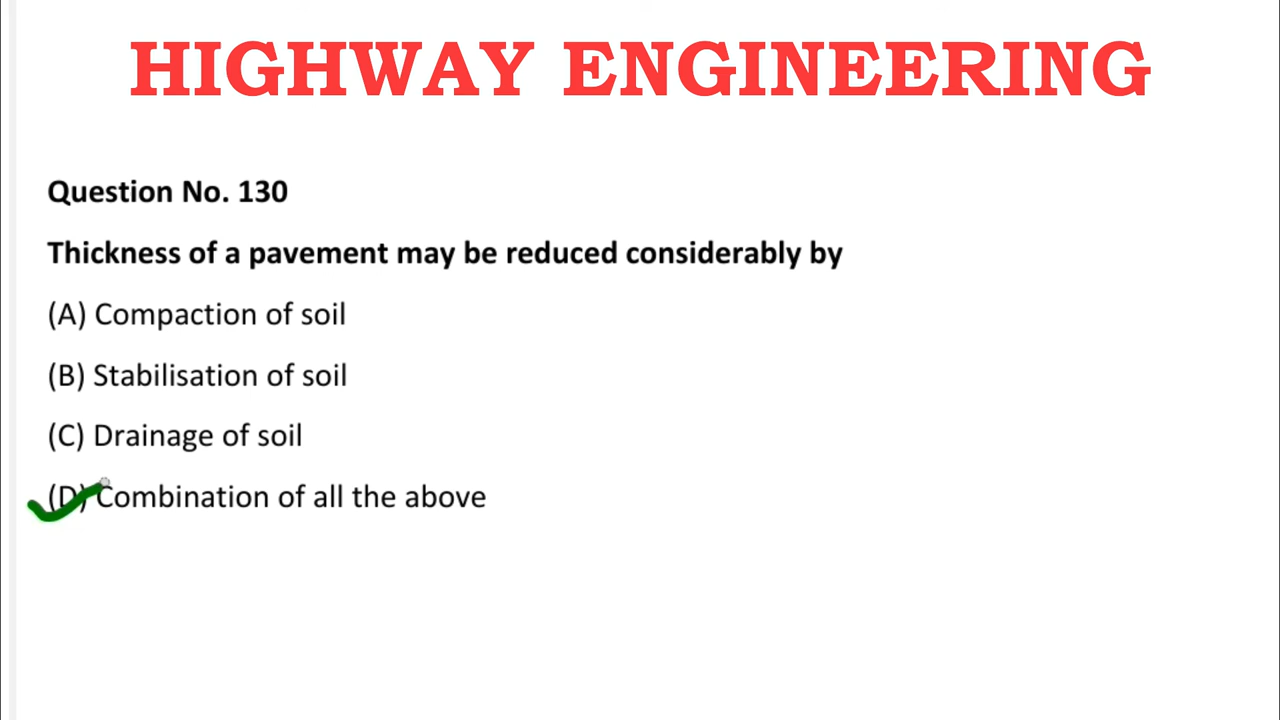 HIGHWAY ENGINEERING
Question No. 130
Thickness of a pavement may be reduced considerably by
(A) Compaction of soil
(B) Stabilisation of soil
(C) Drainage of soil
(D) Combination of all the above